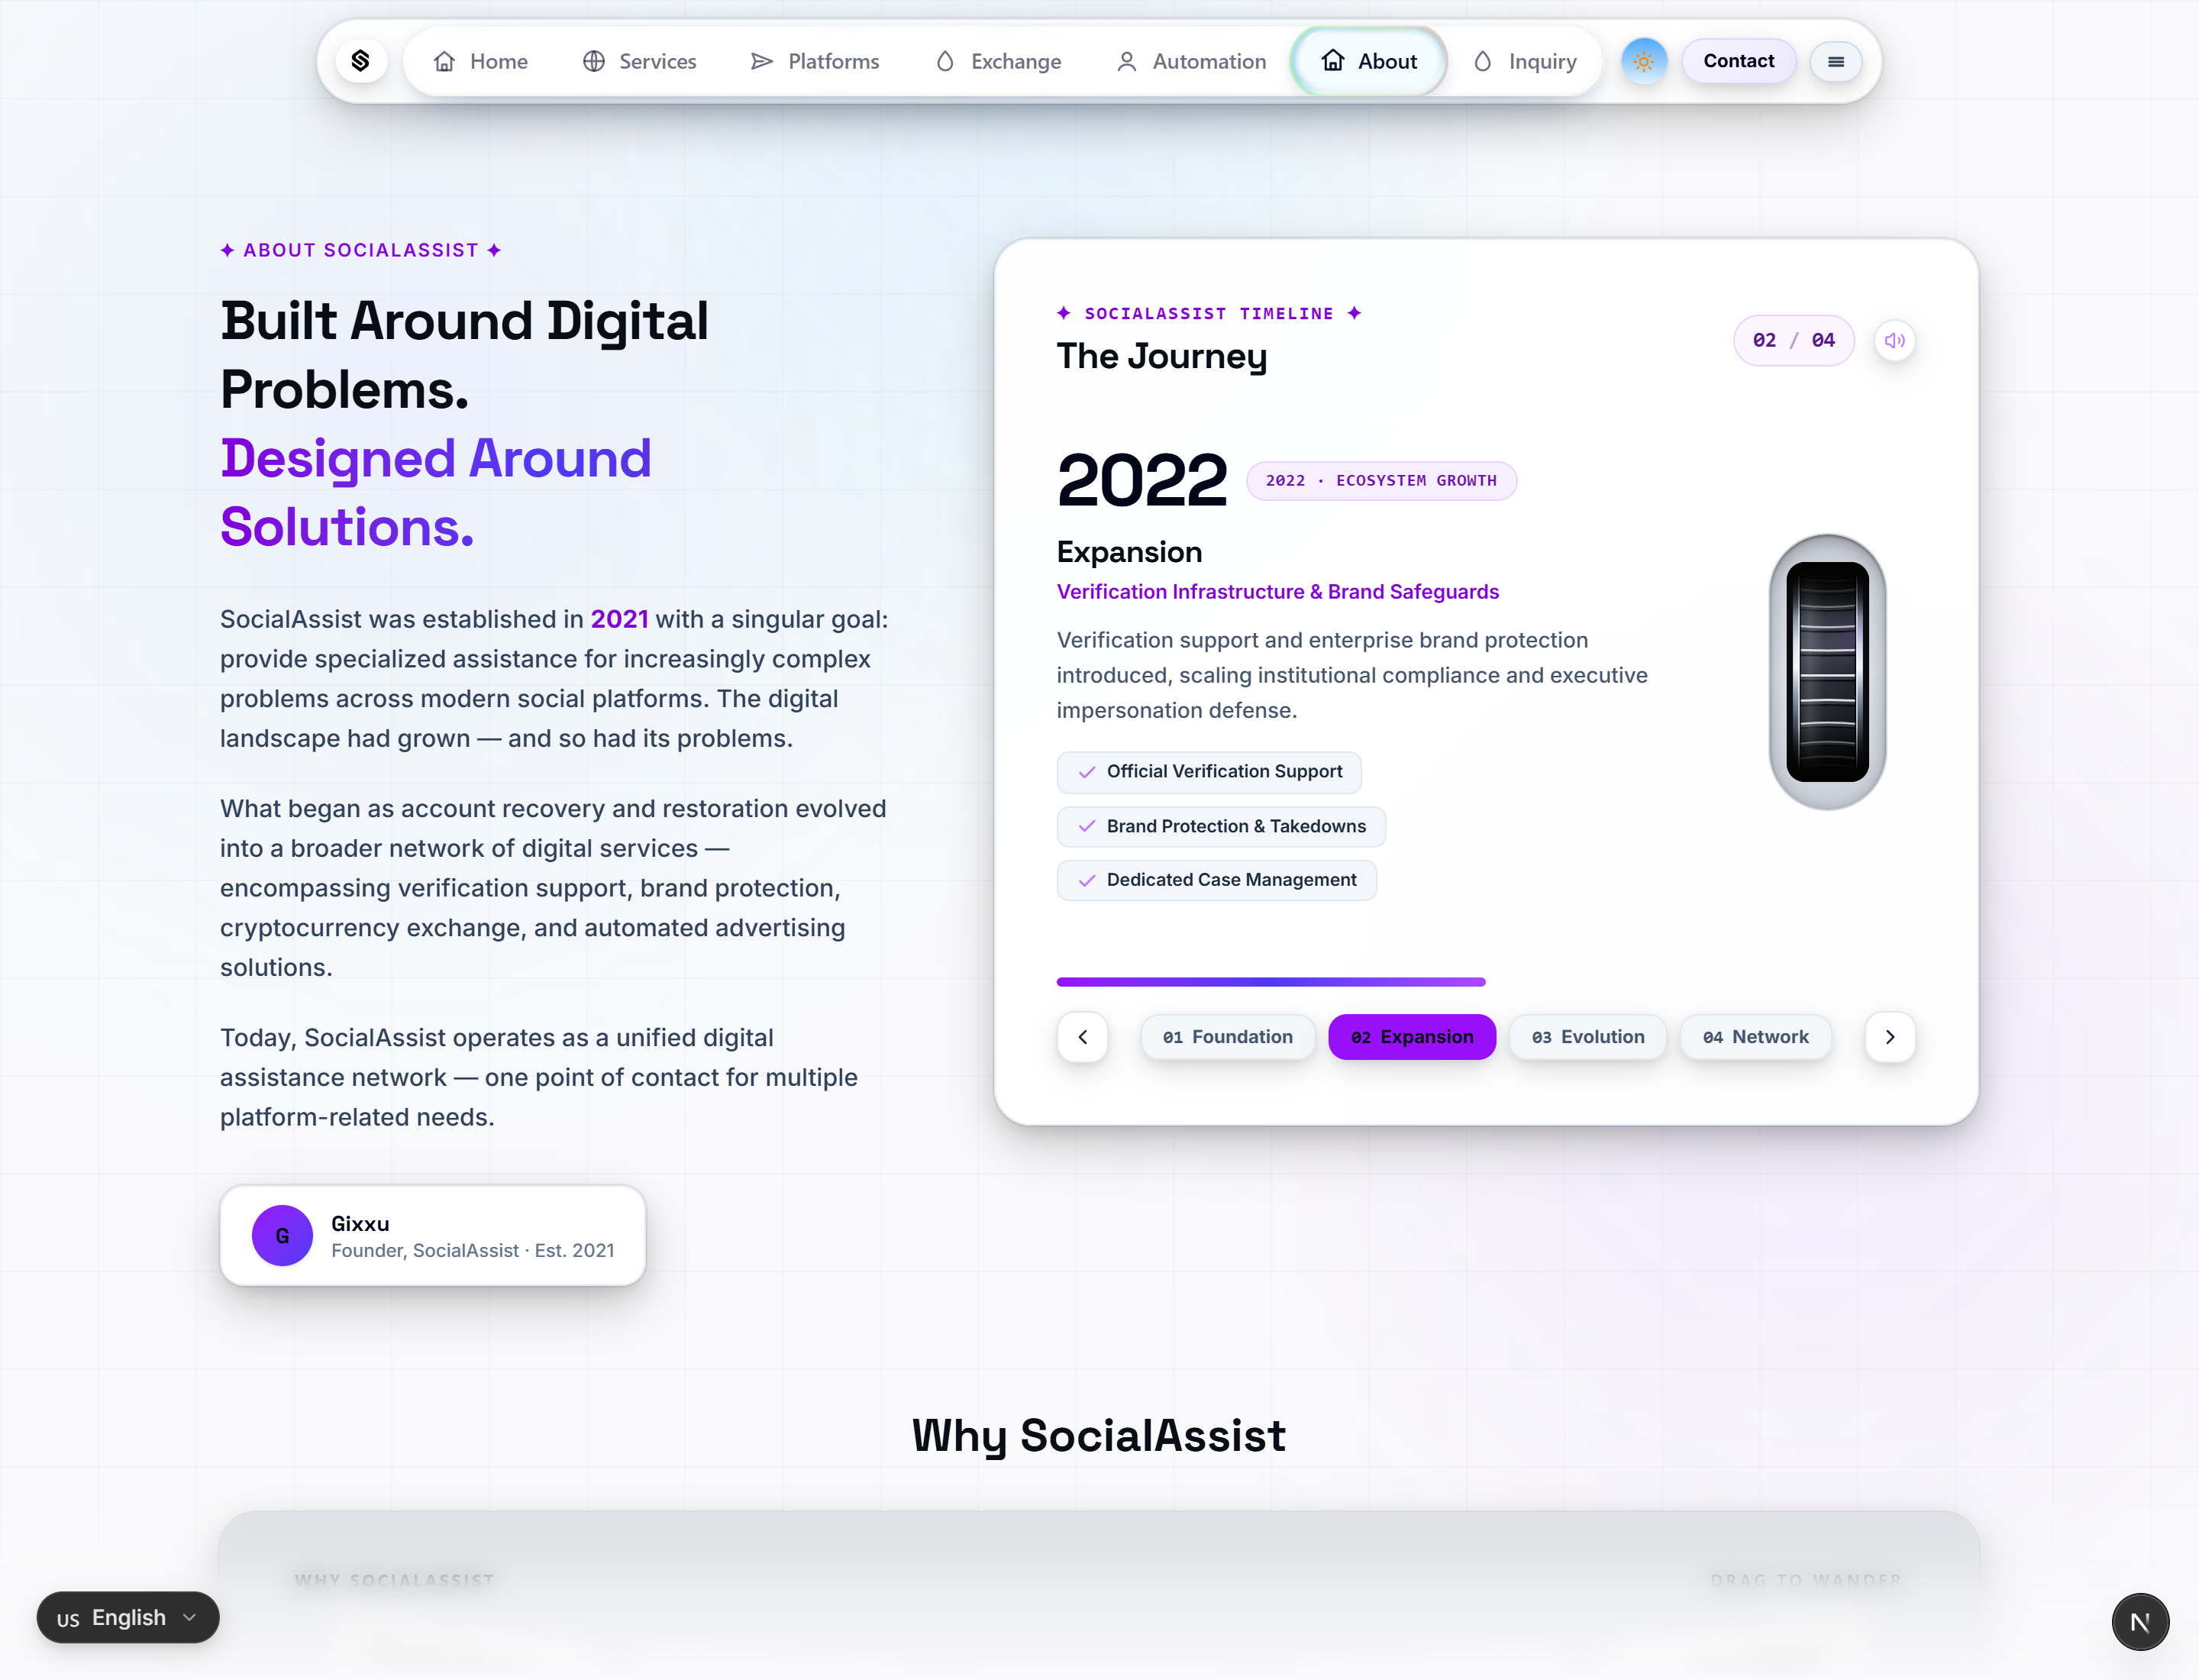 Home
Services
Platforms
Exchange
Automation
About
Inquiry
Contact
✦ ABOUT SOCIALASSIST ✦
Built Around Digital
Problems.
Designed Around
Solutions.
SocialAssist was established in 2021 with a singular goal:
provide specialized assistance for increasingly complex
problems across modern social platforms. The digital
landscape had grown — and so had its problems.
What began as account recovery and restoration evolved
into a broader network of digital services —
encompassing verification support, brand protection,
cryptocurrency exchange, and automated advertising
solutions.
Today, SocialAssist operates as a unified digital
assistance network — one point of contact for multiple
platform-related needs.
G
Gixxu
Founder, SocialAssist · Est. 2021
✦ SOCIALASSIST TIMELINE ✦
The Journey
02 / 04
2022
2022 · ECOSYSTEM GROWTH
Expansion
Verification Infrastructure & Brand Safeguards
Verification support and enterprise brand protection
introduced, scaling institutional compliance and executive
impersonation defense.
Official Verification Support
Brand Protection & Takedowns
Dedicated Case Management
01 Foundation
02 Expansion
03 Evolution
04 Network
Why SocialAssist
WHY SOCIALASSIST
DRAG TO WANDER
US English
N